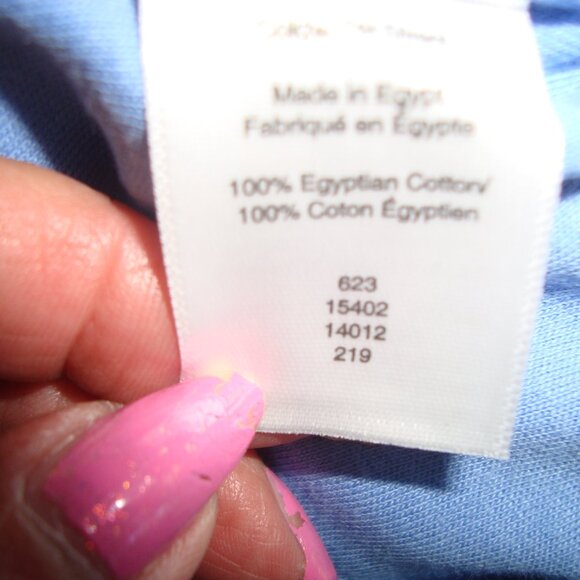 Made in Egypt
Fabriqué en Égypte
100% Egyptian Cotton/
100% Coton Égyptien
623
15402
14012
219